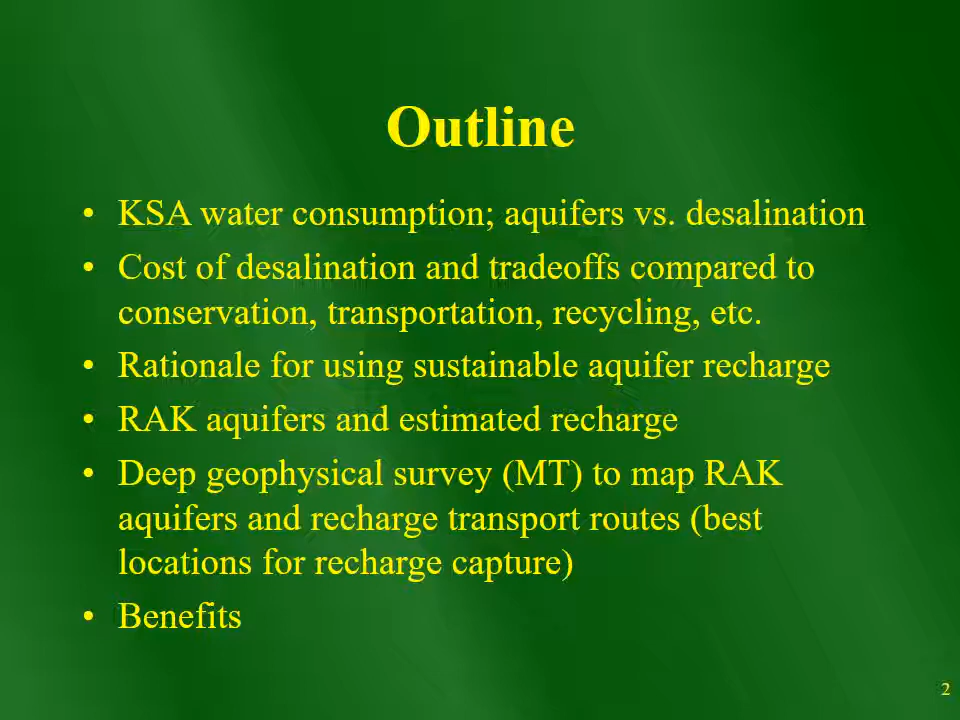 Outline
• KSA water consumption; aquifers vs. desalination
• Cost of desalination and tradeoffs compared to
conservation, transportation, recycling, etc.
• Rationale for using sustainable aquifer recharge
• RAK aquifers and estimated recharge
• Deep geophysical survey (MT) to map RAK
aquifers and recharge transport routes (best
locations for recharge capture)
• Benefits
2